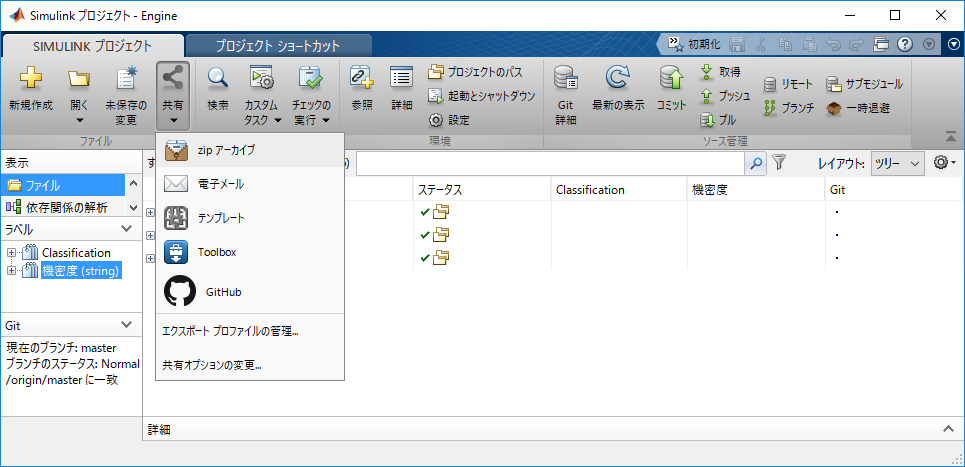 Simulink プロジェクト - Engine
SIMULINK プロジェクト
プロジェクト ショートカット
初期化
新規作成
開く
未保存の
変更
共有
検索
カスタム
タスク
チェックの
実行
参照
詳細
プロジェクトのパス
起動とシャットダウン
設定
Git
詳細
最新の表示
コミット
取得
プッシュ
プル
リモート
ブランチ
サブモジュール
一時退避
ファイル
環境
ソース管理
表示
ファイル
依存関係の解析
ラベル
Classification
機密度 (string)
Git
現在のブランチ: master
ブランチのステータス: Normal
/origin/master に一致
zip アーカイブ
電子メール
テンプレート
Toolbox
GitHub
エクスポート プロファイルの管理...
共有オプションの変更...
レイアウト:
ツリー
ステータス
Classification
機密度
Git
詳細